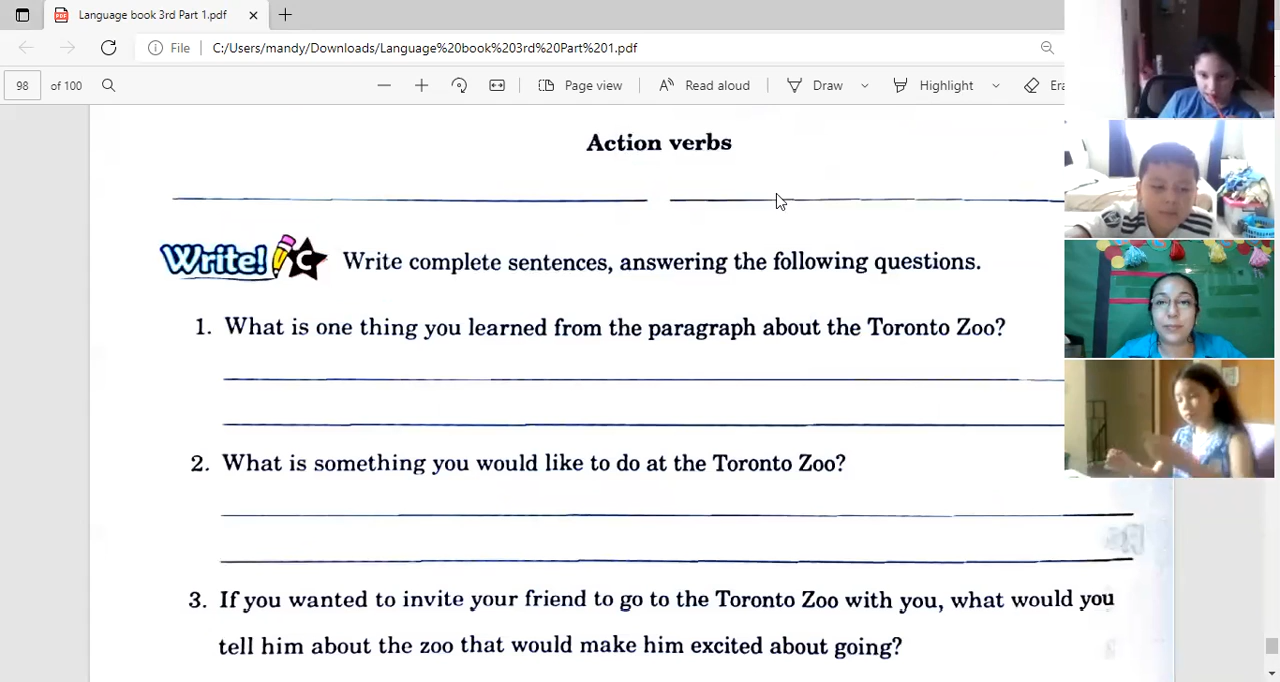 Language book 3rd Part 1.pdf
File C:/Users/mandy/Downloads/Language%20book%203rd%20Part%201.pdf
98 of 100 Page view Read aloud Draw Highlight Era
Action verbs
Write! C Write complete sentences, answering the following questions.
1. What is one thing you learned from the paragraph about the Toronto Zoo?
2. What is something you would like to do at the Toronto Zoo?
3. If you wanted to invite your friend to go to the Toronto Zoo with you, what would you
tell him about the zoo that would make him excited about going?